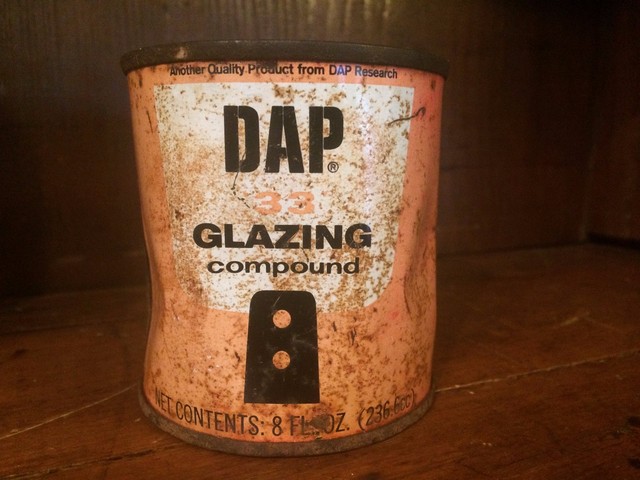 Another Quality Product from DAP Research
DAP®
33
GLAZING
compound
NET CONTENTS: 8 FL. OZ. (236.6cc)